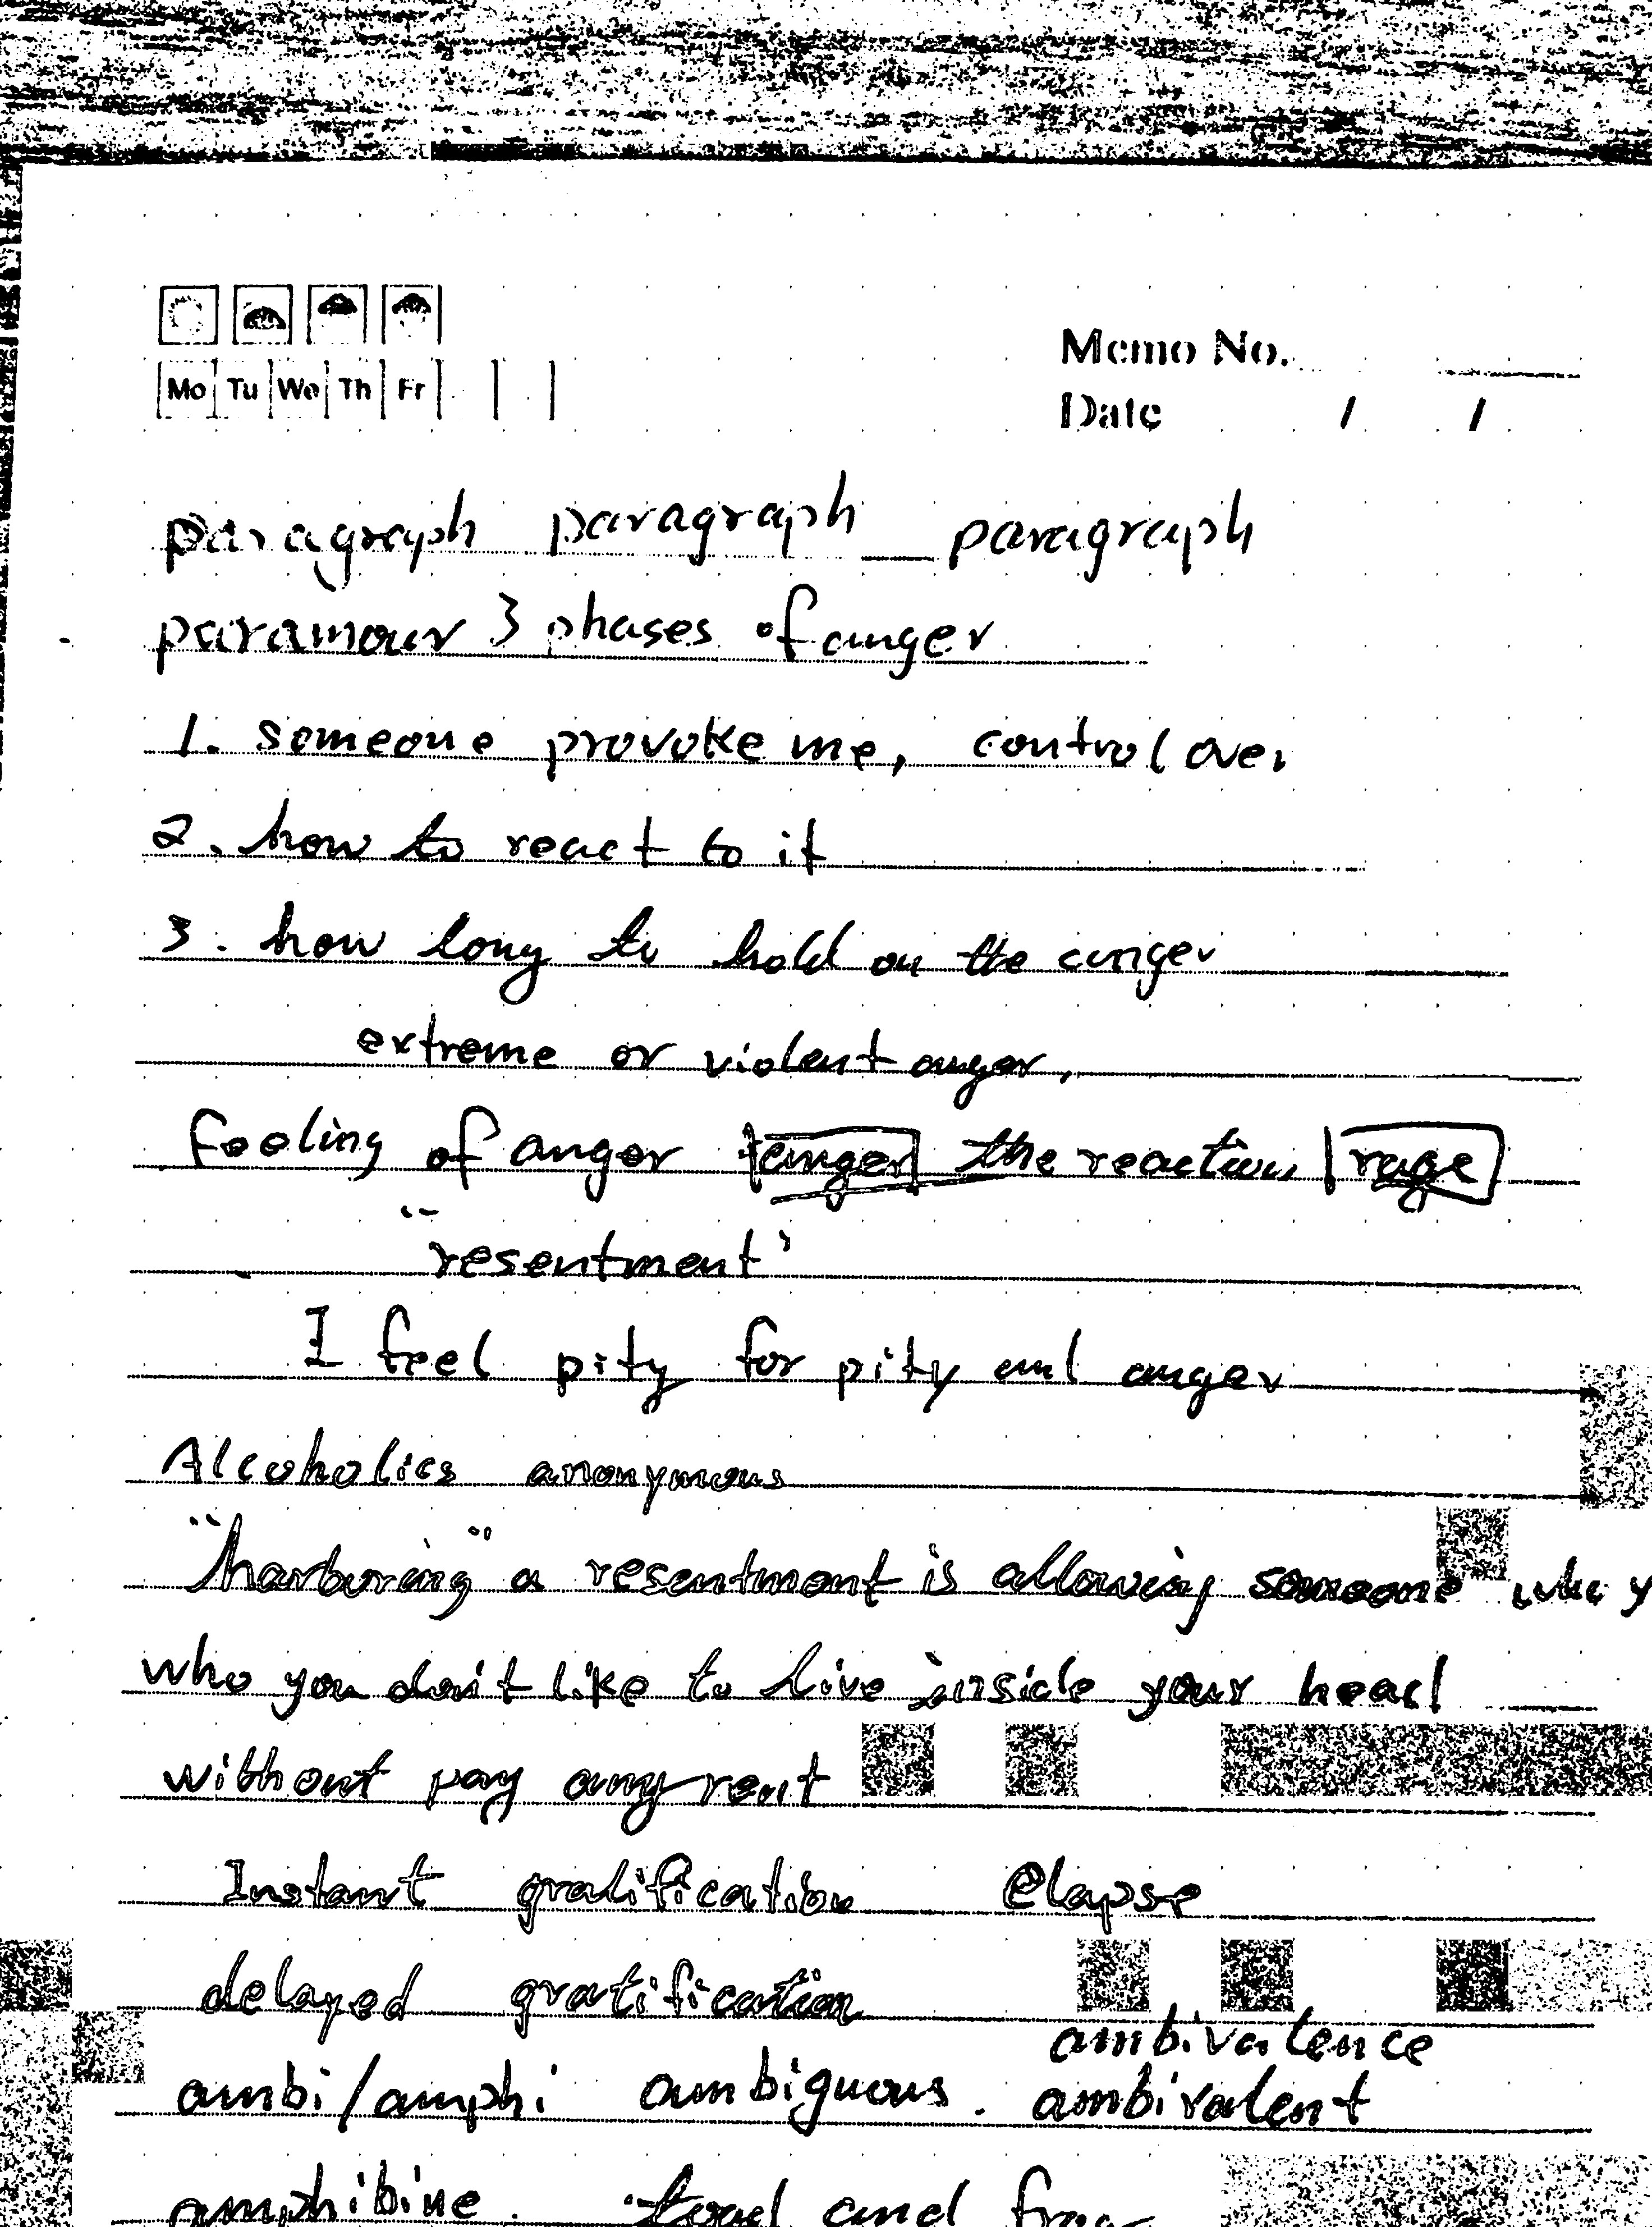 Memo No.
Mo Tu We Th Fr
Date / /
paragraph paragraph paragraph
paramour 3 phases of anger
1. someone provoke me, control over
2. how to react to it
3. how long to hold on the anger
extreme or violent anger,
feeling of anger anger the reaction rage
"resentment"
I feel pity for pity and anger
Alcoholics anonymous
"harburing" a resentment is allowing someone who y
who you don't like to live inside your head
without pay any rent
Instant gratification elapse
delayed gratification
ambivalence
ambi/amphi ambiguous. ambivalent
amphibine. toad and frog